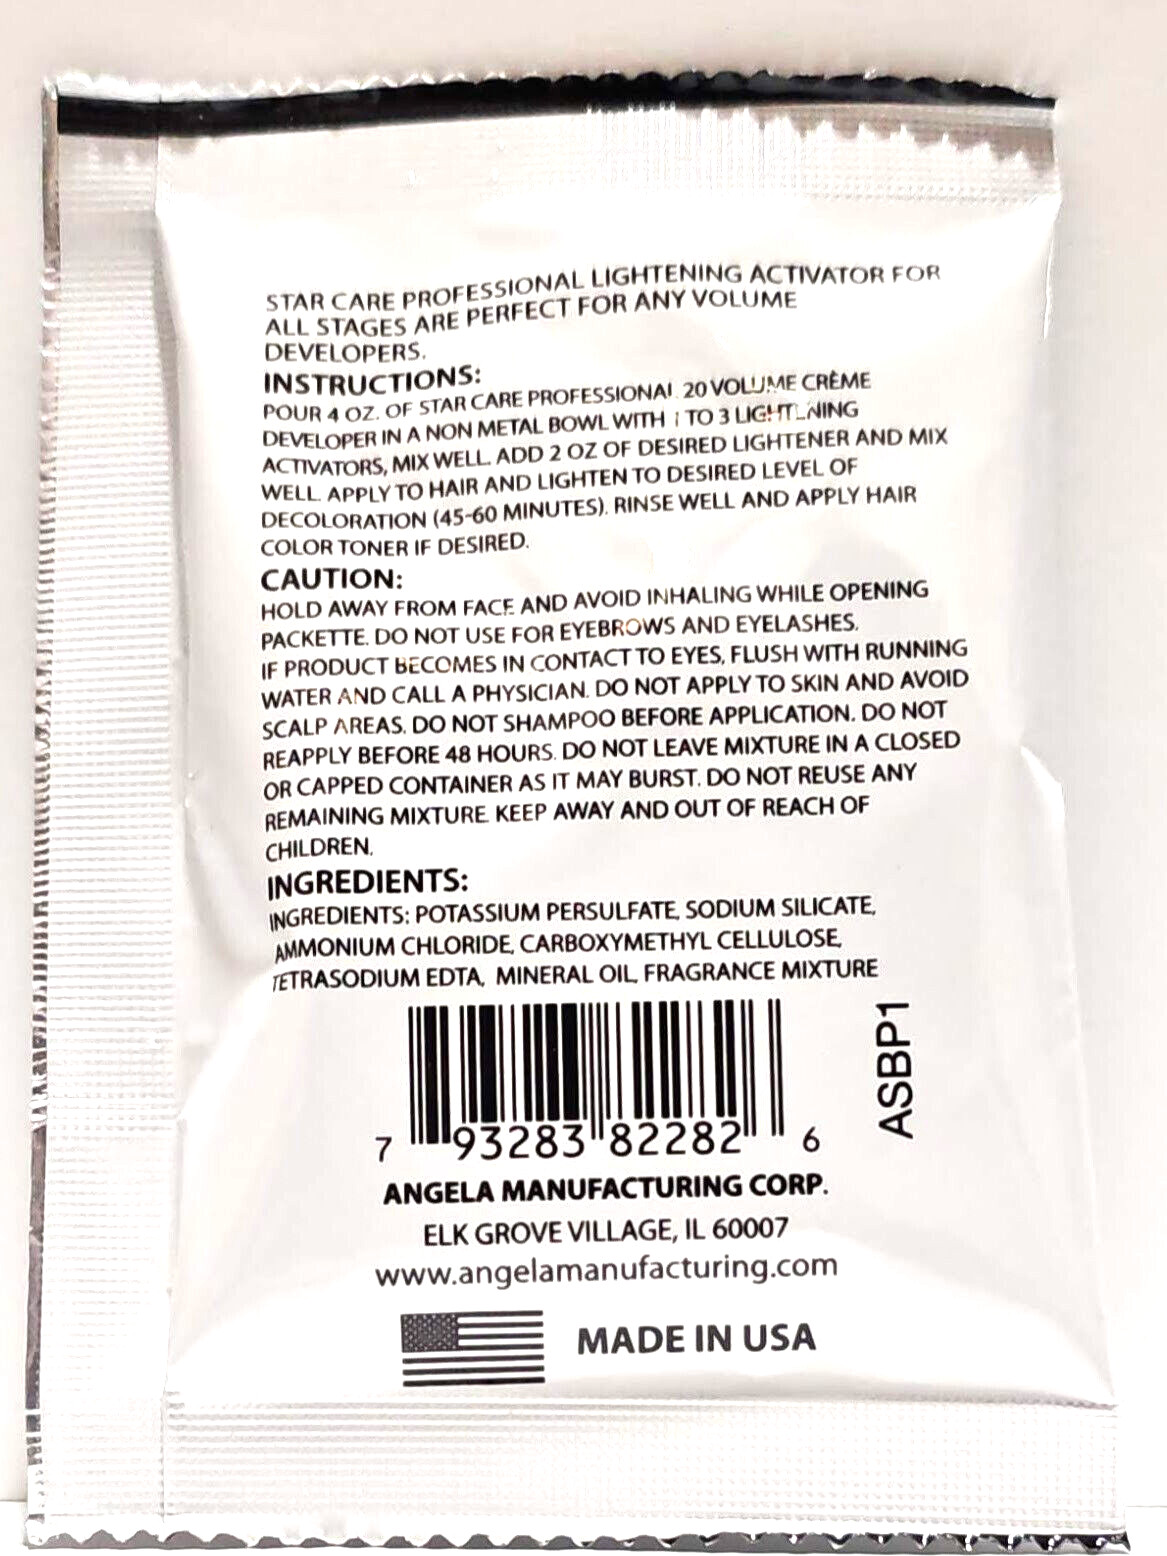 STAR CARE PROFESSIONAL LIGHTENING ACTIVATOR FOR
ALL STAGES ARE PERFECT FOR ANY VOLUME
DEVELOPERS.
INSTRUCTIONS:
POUR 4 OZ. OF STAR CARE PROFESSIONAL 20 VOLUME CRÈME
DEVELOPER IN A NON METAL BOWL WITH 1 TO 3 LIGHTENING
ACTIVATORS, MIX WELL. ADD 2 OZ OF DESIRED LIGHTENER AND MIX
WELL. APPLY TO HAIR AND LIGHTEN TO DESIRED LEVEL OF
DECOLORATION (45-60 MINUTES). RINSE WELL AND APPLY HAIR
COLOR TONER IF DESIRED.
CAUTION:
HOLD AWAY FROM FACE AND AVOID INHALING WHILE OPENING
PACKETTE. DO NOT USE FOR EYEBROWS AND EYELASHES.
IF PRODUCT BECOMES IN CONTACT TO EYES, FLUSH WITH RUNNING
WATER AND CALL A PHYSICIAN. DO NOT APPLY TO SKIN AND AVOID
SCALP AREAS. DO NOT SHAMPOO BEFORE APPLICATION. DO NOT
REAPPLY BEFORE 48 HOURS. DO NOT LEAVE MIXTURE IN A CLOSED
OR CAPPED CONTAINER AS IT MAY BURST. DO NOT REUSE ANY
REMAINING MIXTURE. KEEP AWAY AND OUT OF REACH OF
CHILDREN.
INGREDIENTS:
INGREDIENTS: POTASSIUM PERSULFATE, SODIUM SILICATE,
AMMONIUM CHLORIDE, CARBOXYMETHYL CELLULOSE,
TETRASODIUM EDTA, MINERAL OIL, FRAGRANCE MIXTURE
ASBP1
7 93283 82282 6
ANGELA MANUFACTURING CORP.
ELK GROVE VILLAGE, IL 60007
www.angelamanufacturing.com
MADE IN USA